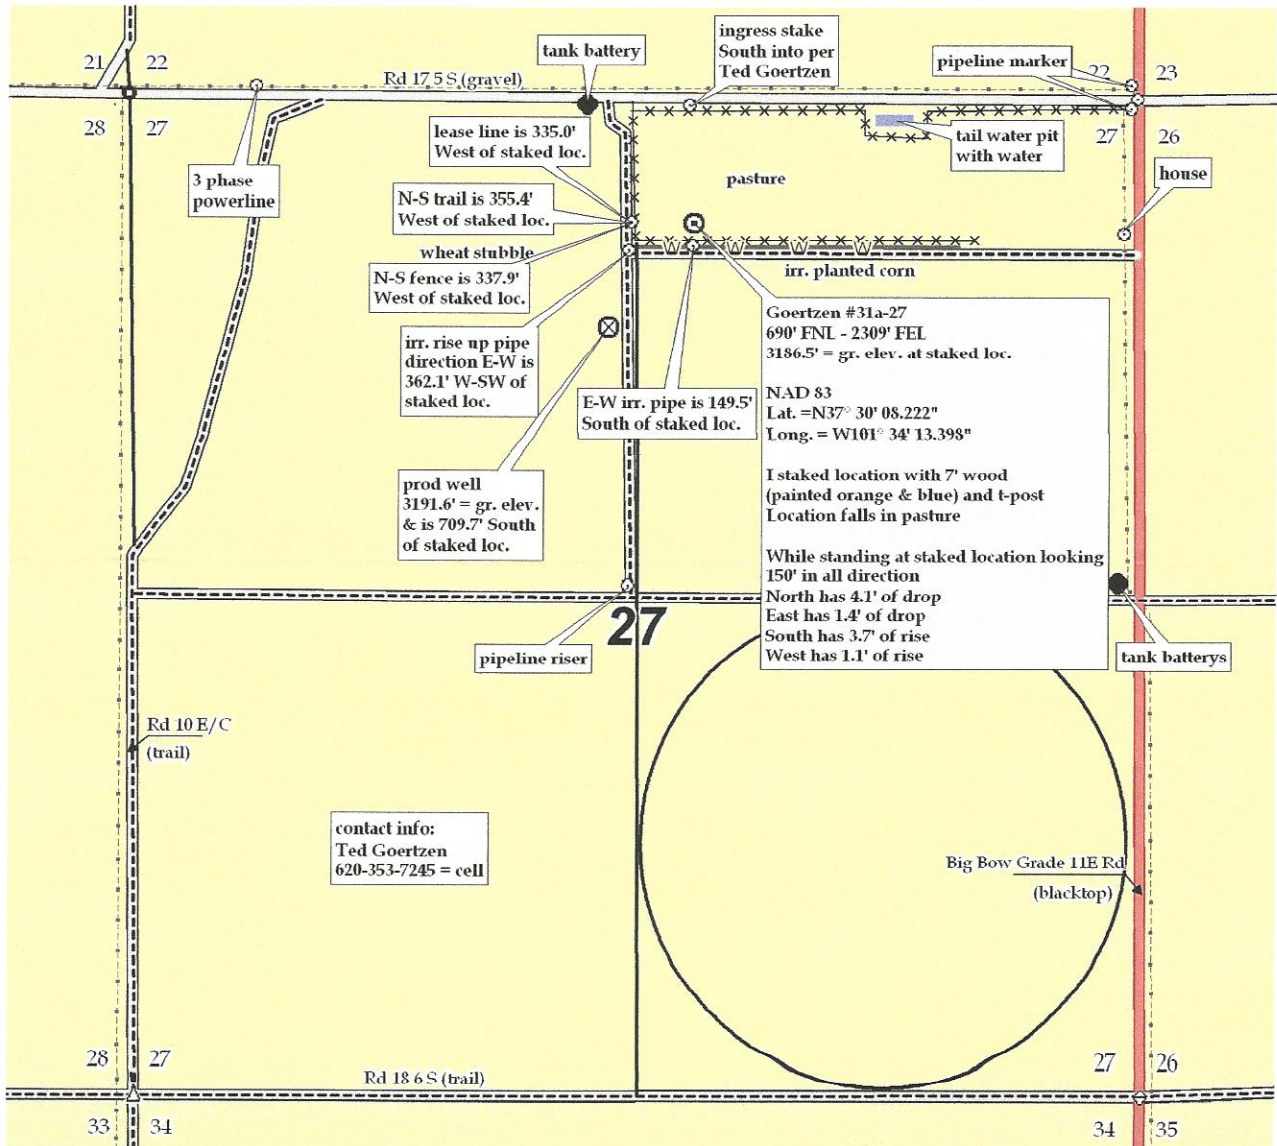 21
22
Rd 17 5 S (gravel)
28
27
tank battery
ingress stake
South into per
Ted Goertzen
pipeline marker
22
23
27
26
lease line is 335.0'
West of staked loc.
tail water pit
with water
3 phase
powerline
N-S trail is 355.4'
West of staked loc.
pasture
house
wheat stubble
N-S fence is 337.9'
West of staked loc.
W W W W
irr. planted corn
irr. rise up pipe
direction E-W is
362.1' W-SW of
staked loc.
E-W irr. pipe is 149.5'
South of staked loc.
prod well
3191.6' = gr. elev.
& is 709.7' South
of staked loc.
Goertzen #31a-27
690' FNL - 2309' FEL
3186.5' = gr. elev. at staked loc.
NAD 83
Lat. =N37° 30' 08.222"
Long. = W101° 34' 13.398"
I staked location with 7' wood
(painted orange & blue) and t-post
Location falls in pasture
While standing at staked location looking
150' in all direction
North has 4.1' of drop
East has 1.4' of drop
South has 3.7' of rise
West has 1.1' of rise
27
pipeline riser
tank batterys
Rd 10 E/C
(trail)
contact info:
Ted Goertzen
620-353-7245 = cell
Big Bow Grade 11E Rd
(blacktop)
28
27
Rd 18 6 S (trail)
27
26
33
34
34
35